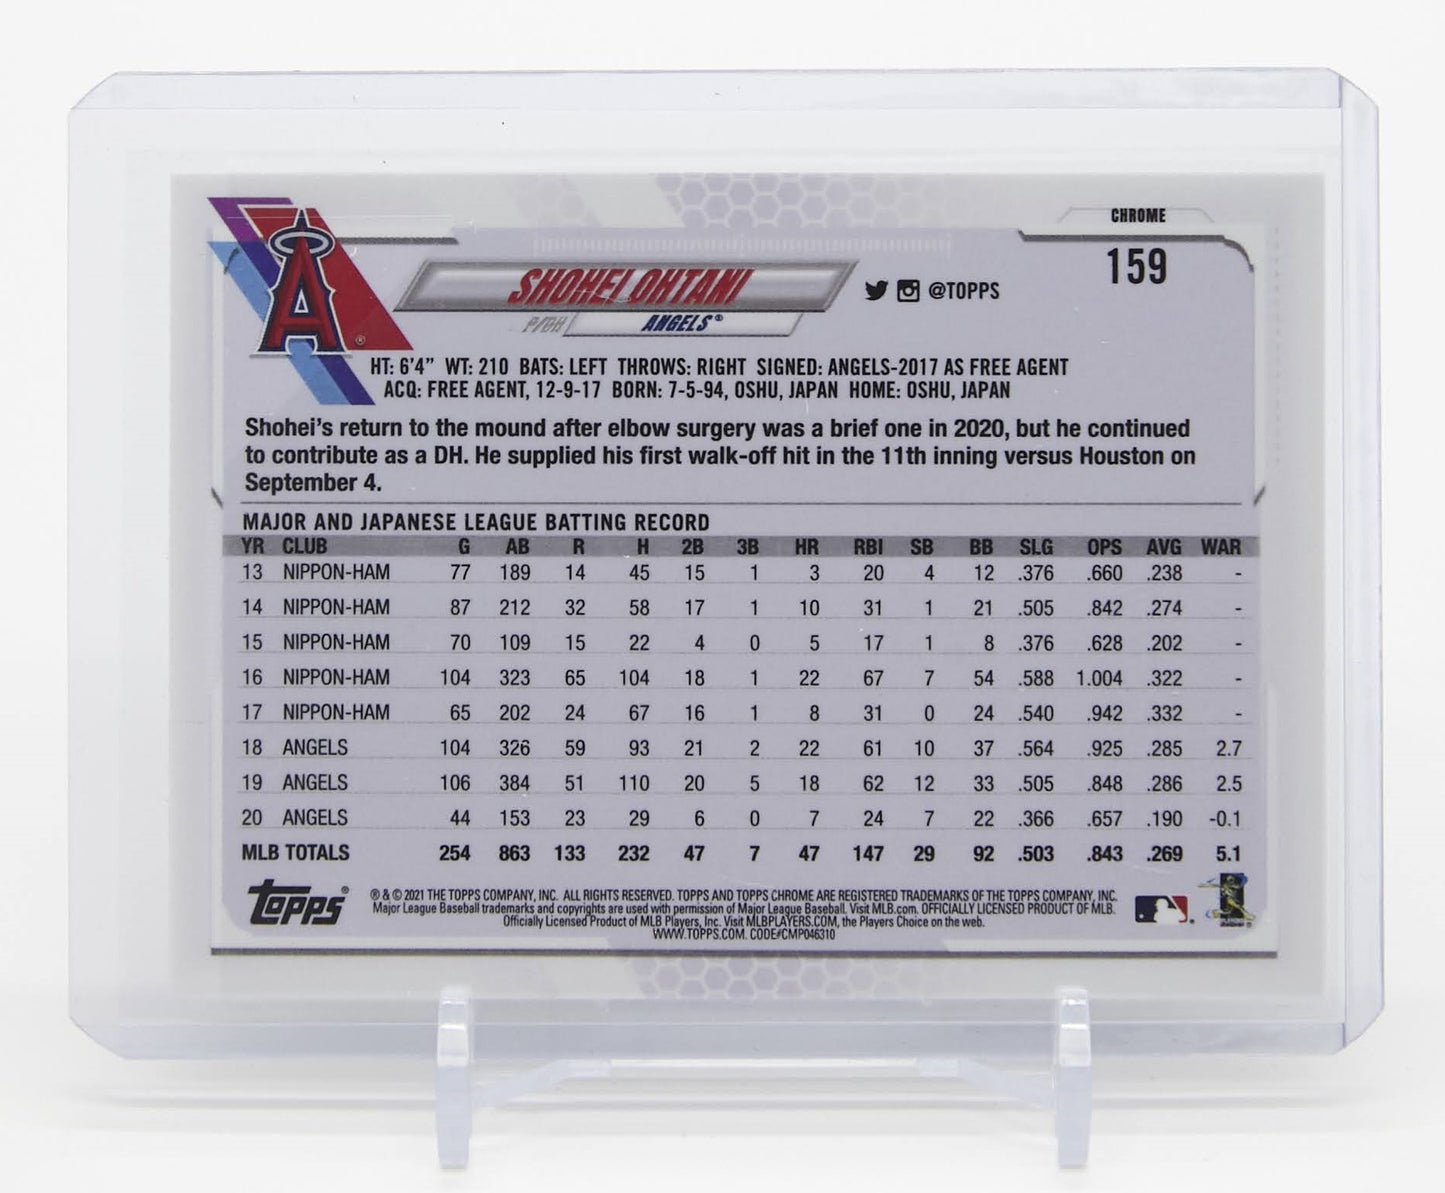 CHROME
159
A ®
SHOHEI OHTANI
@TOPPS
P/DH ANGELS®
HT: 6'4" WT: 210 BATS: LEFT THROWS: RIGHT SIGNED: ANGELS-2017 AS FREE AGENT
ACQ: FREE AGENT, 12-9-17 BORN: 7-5-94, OSHU, JAPAN HOME: OSHU, JAPAN
Shohei's return to the mound after elbow surgery was a brief one in 2020, but he continued
to contribute as a DH. He supplied his first walk-off hit in the 11th inning versus Houston on
September 4.
MAJOR AND JAPANESE LEAGUE BATTING RECORD
YR CLUB G AB R H 2B 3B HR RBI SB BB SLG OPS AVG WAR
13 NIPPON-HAM 77 189 14 45 15 1 3 20 4 12 .376 .660 .238 -
14 NIPPON-HAM 87 212 32 58 17 1 10 31 1 21 .505 .842 .274 -
15 NIPPON-HAM 70 109 15 22 4 0 5 17 1 8 .376 .628 .202 -
16 NIPPON-HAM 104 323 65 104 18 1 22 67 7 54 .588 1.004 .322 -
17 NIPPON-HAM 65 202 24 67 16 1 8 31 0 24 .540 .942 .332 -
18 ANGELS 104 326 59 93 21 2 22 61 10 37 .564 .925 .285 2.7
19 ANGELS 106 384 51 110 20 5 18 62 12 33 .505 .848 .286 2.5
20 ANGELS 44 153 23 29 6 0 7 24 7 22 .366 .657 .190 -0.1
MLB TOTALS 254 863 133 232 47 7 47 147 29 92 .503 .843 .269 5.1
topps®
® & © 2021 THE TOPPS COMPANY, INC. ALL RIGHTS RESERVED. TOPPS AND TOPPS CHROME ARE REGISTERED TRADEMARKS OF THE TOPPS COMPANY, INC.
Major League Baseball trademarks and copyrights are used with permission of Major League Baseball. Visit MLB.com. OFFICIALLY LICENSED PRODUCT OF MLB.
Officially Licensed Product of MLB Players, Inc. Visit MLBPLAYERS.COM, the Players Choice on the web.
WWW.TOPPS.COM. CODE#CMP046310